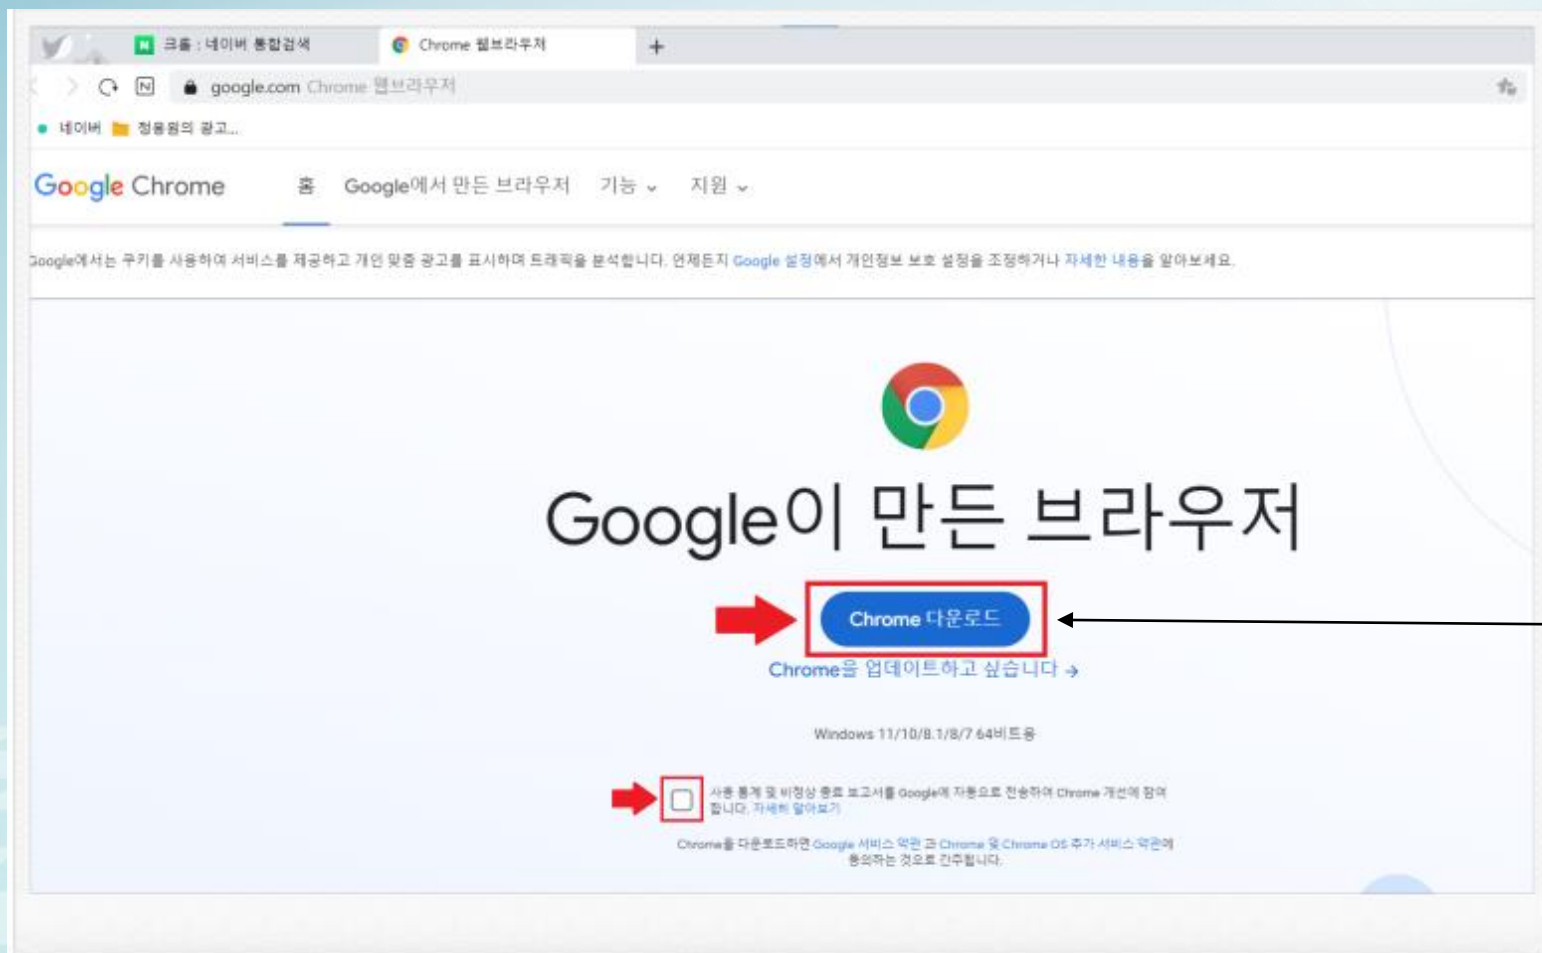 크롬 : 네이버 통합검색
Chrome 웹브라우저
+
google.com Chrome 웹브라우저
네이버 정용원의 광고...
Google Chrome 홈 Google에서 만든 브라우저 기능 지원
Google에서는 쿠키를 사용하여 서비스를 제공하고 개인 맞춤 광고를 표시하며 트래픽을 분석합니다. 언제든지 Google 설정에서 개인정보 보호 설정을 조정하거나 자세한 내용을 알아보세요.
Google이 만든 브라우저
Chrome 다운로드
Chrome을 업데이트하고 싶습니다 →
Windows 11/10/8.1/8/7 64비트용
사용 통계 및 비정상 종료 보고서를 Google에 자동으로 전송하여 Chrome 개선에 참여
합니다. 자세히 알아보기
Chrome을 다운로드하면 Google 서비스 약관 과 Chrome 및 Chrome OS 추가 서비스 약관에
동의하는 것으로 간주됩니다.